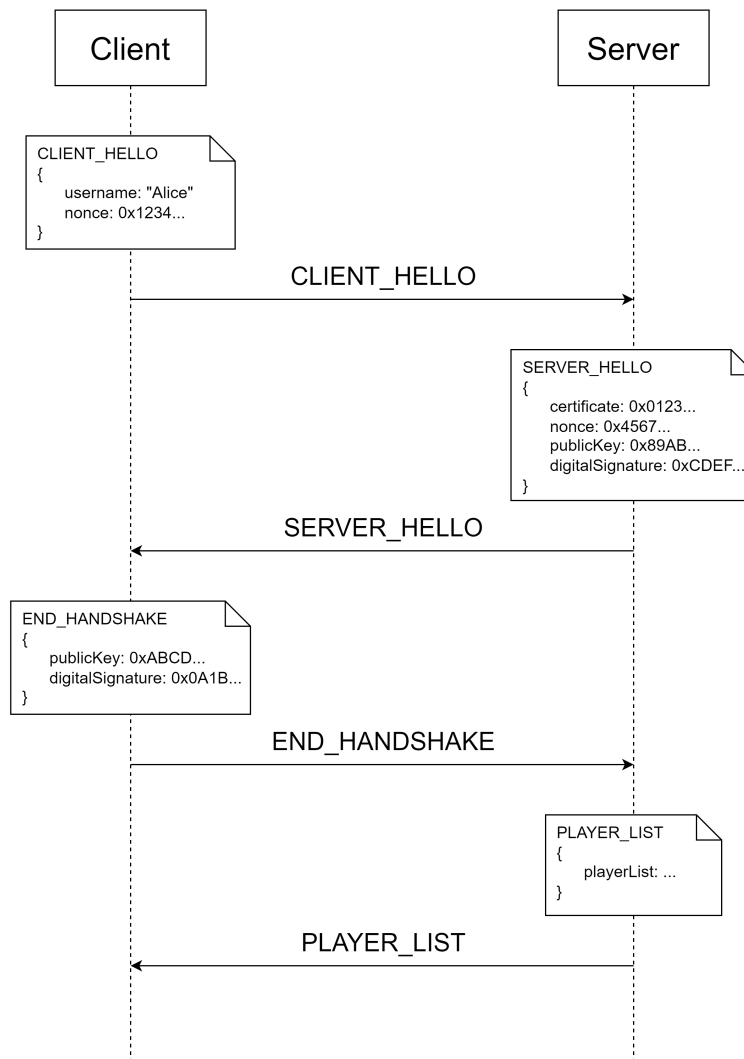 Client
Server
CLIENT_HELLO
{
username: "Alice"
nonce: 0x1234...
}
CLIENT_HELLO
SERVER_HELLO
{
certificate: 0x0123...
nonce: 0x4567...
publicKey: 0x89AB...
digitalSignature: 0xCDEF...
}
SERVER_HELLO
END_HANDSHAKE
{
publicKey: 0xABCD...
digitalSignature: 0x0A1B...
}
END_HANDSHAKE
PLAYER_LIST
{
playerList: ...
}
PLAYER_LIST